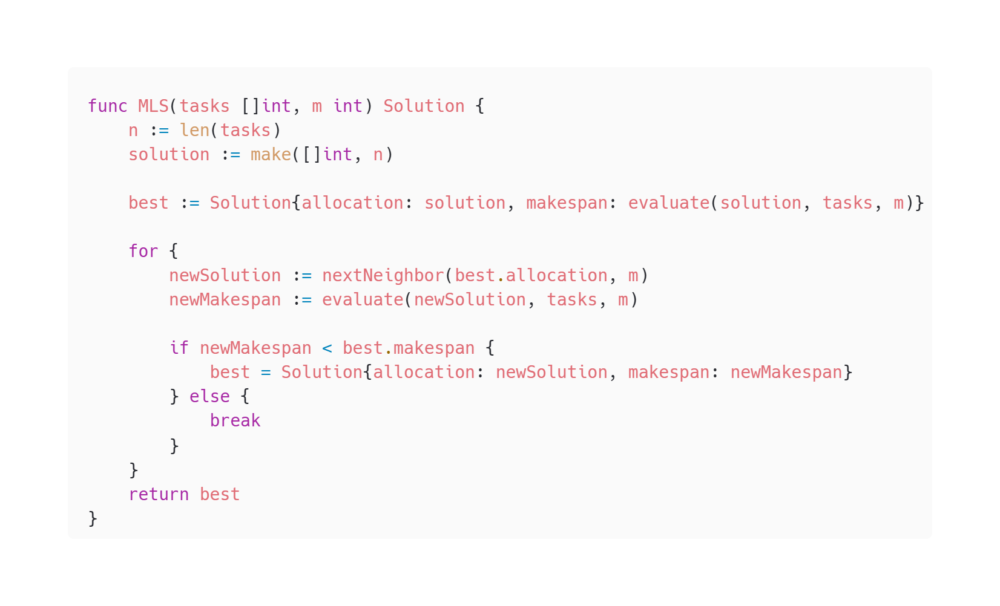 func MLS(tasks []int, m int) Solution {
    n := len(tasks)
    solution := make([]int, n)

    best := Solution{allocation: solution, makespan: evaluate(solution, tasks, m)}

    for {
        newSolution := nextNeighbor(best.allocation, m)
        newMakespan := evaluate(newSolution, tasks, m)

        if newMakespan < best.makespan {
            best = Solution{allocation: newSolution, makespan: newMakespan}
        } else {
            break
        }
    }
    return best
}